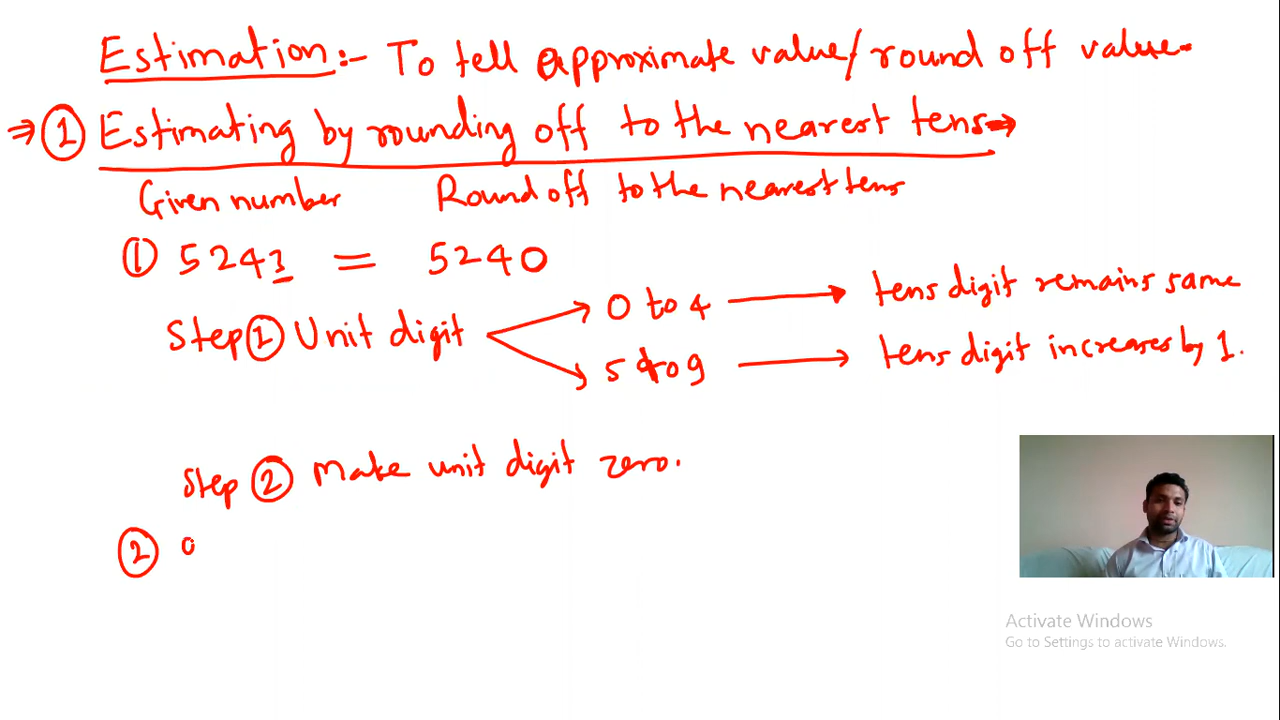 Estimation:- To tell approximate value/round off value.
⇒ ① Estimating by rounding off to the nearest tens→
Given number Round off to the nearest tens
① 5243 = 5240
Step ① Unit digit → 0 to 4 → tens digit remains same
→ 5 to 9 → tens digit increases by 1.
Step ② Make unit digit zero.
②
Activate Windows
Go to Settings to activate Windows.